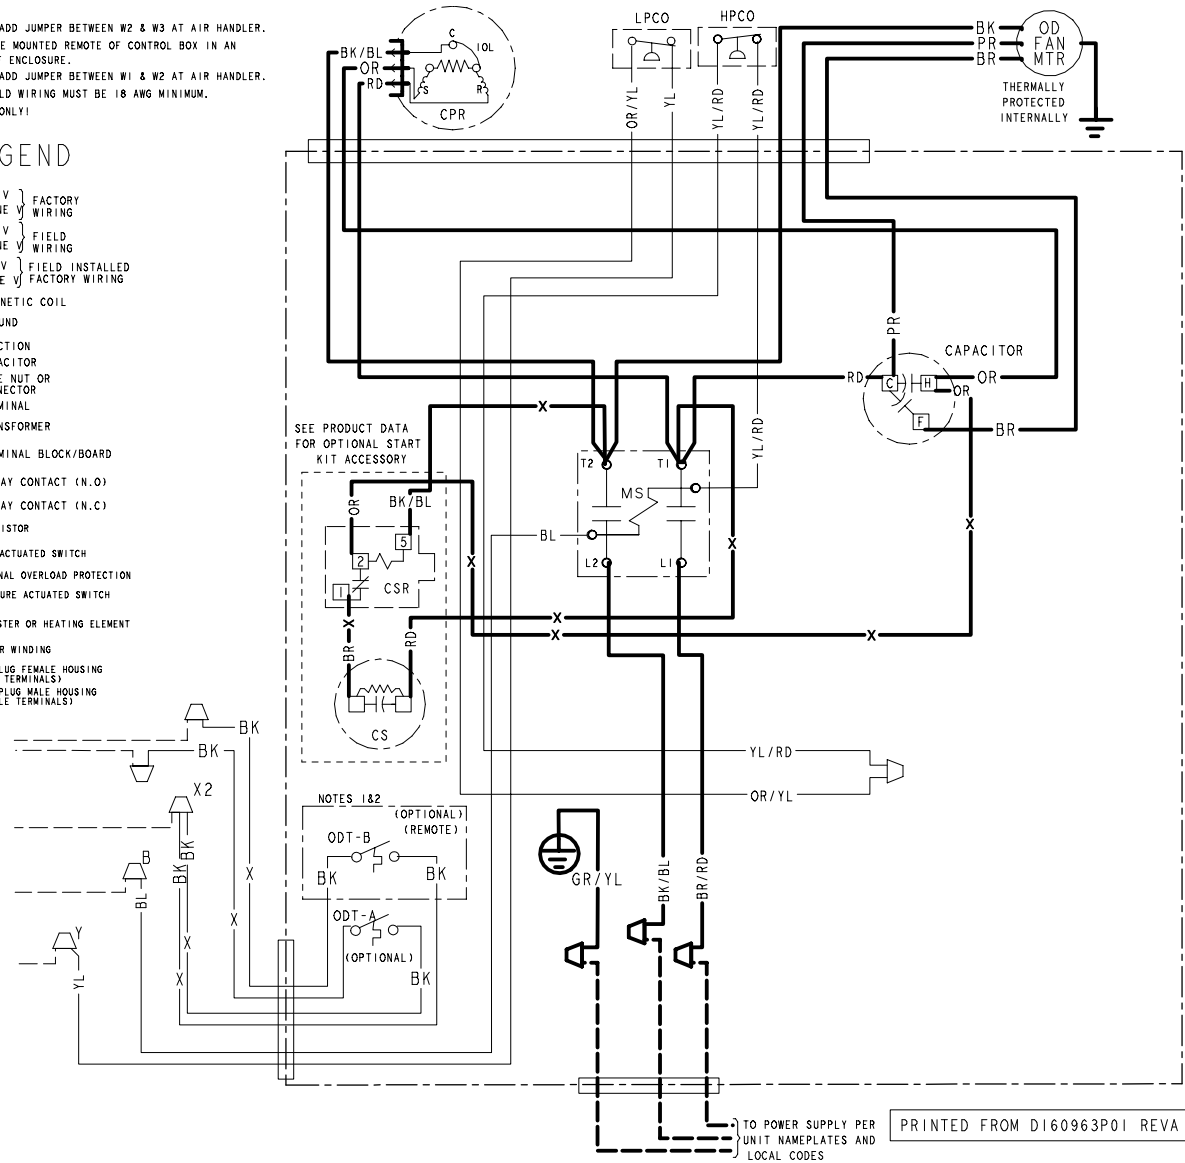 ADD JUMPER BETWEEN W2 & W3 AT AIR HANDLER.
E MOUNTED REMOTE OF CONTROL BOX IN AN
ENCLOSURE.
ADD JUMPER BETWEEN W1 & W2 AT AIR HANDLER.
LD WIRING MUST BE 18 AWG MINIMUM.
ONLY!
GEND
V
NE V
FACTORY
WIRING
V
NE V
FIELD
WIRING
V
E V
FIELD INSTALLED
FACTORY WIRING
NETIC COIL
UND
CTION
ACITOR
E NUT OR
NNECTOR
MINAL
NSFORMER
MINAL BLOCK/BOARD
AY CONTACT (N.O)
AY CONTACT (N.C)
ISTOR
ACTUATED SWITCH
NAL OVERLOAD PROTECTION
URE ACTUATED SWITCH
STER OR HEATING ELEMENT
R WINDING
LUG FEMALE HOUSING
TERMINALS)
PLUG MALE HOUSING
LE TERMINALS)
BK/BL
OR
RD
C
IOL
S
R
CPR
LPCO
HPCO
OR/YL
YL
YL/RD
YL/RD
BK
PR
BR
OD
FAN
MTR
THERMALLY
PROTECTED
INTERNALLY
PR
CAPACITOR
RD
C
H
OR
OR
F
BR
X
YL/RD
SEE PRODUCT DATA
FOR OPTIONAL START
KIT ACCESSORY
OR
BK/BL
5
2
1
CSR
X
X
BR
RD
CS
T2
T1
MS
BL
L2
L1
X
X
X
X
X
YL/RD
OR/YL
BK
BK
X2
BK
BK
B
BL
Y
YL
X
X
X
X
NOTES 1&2
(OPTIONAL)
(REMOTE)
ODT-B
BK
BK
ODT-A
(OPTIONAL)
BK
GR/YL
BK/BL
BR/RD
TO POWER SUPPLY PER
UNIT NAMEPLATES AND
LOCAL CODES
PRINTED FROM D160963P01 REVA